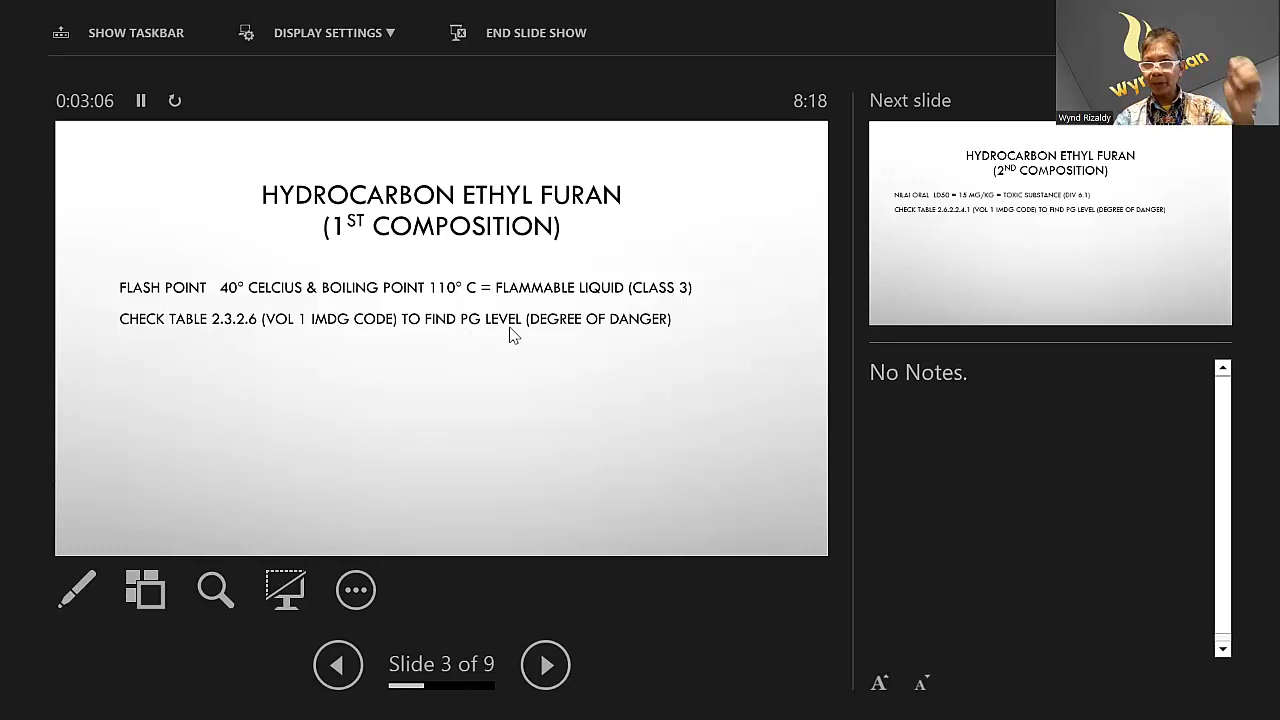 SHOW TASKBAR
DISPLAY SETTINGS ▼
END SLIDE SHOW
0:03:06
8:18
Next slide
Wynd Rizaldy
HYDROCARBON ETHYL FURAN
(1ST COMPOSITION)
FLASH POINT 40° CELCIUS & BOILING POINT 110° C = FLAMMABLE LIQUID (CLASS 3)
CHECK TABLE 2.3.2.6 (VOL 1 IMDG CODE) TO FIND PG LEVEL (DEGREE OF DANGER)
HYDROCARBON ETHYL FURAN
(2ND COMPOSITION)
NILAI ORAL LD50 = 15 MG/KG = TOXIC SUBSTANCE (DIV 6.1)
CHECK TABLE 2.6.2.2.4.1 (VOL 1 IMDG CODE) TO FIND PG LEVEL (DEGREE OF DANGER)
No Notes.
Slide 3 of 9
A A